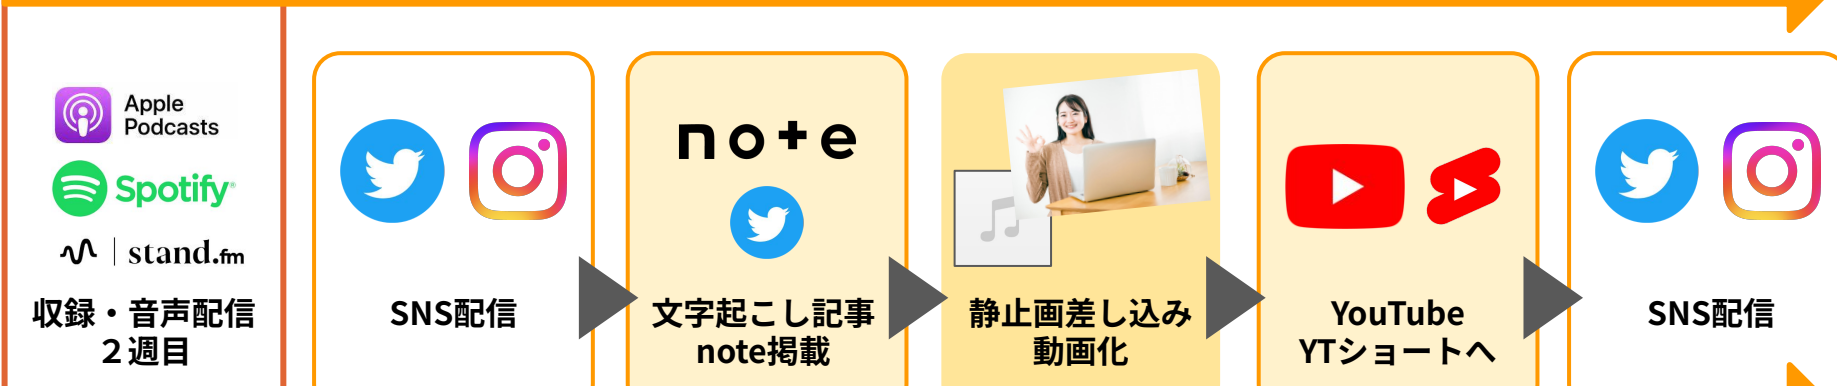 Apple
Podcasts
Spotify
stand.fm
収録・音声配信
２週目
SNS配信
note
文字起こし記事
note掲載
静止画差し込み
動画化
YouTube
YTショートへ
SNS配信